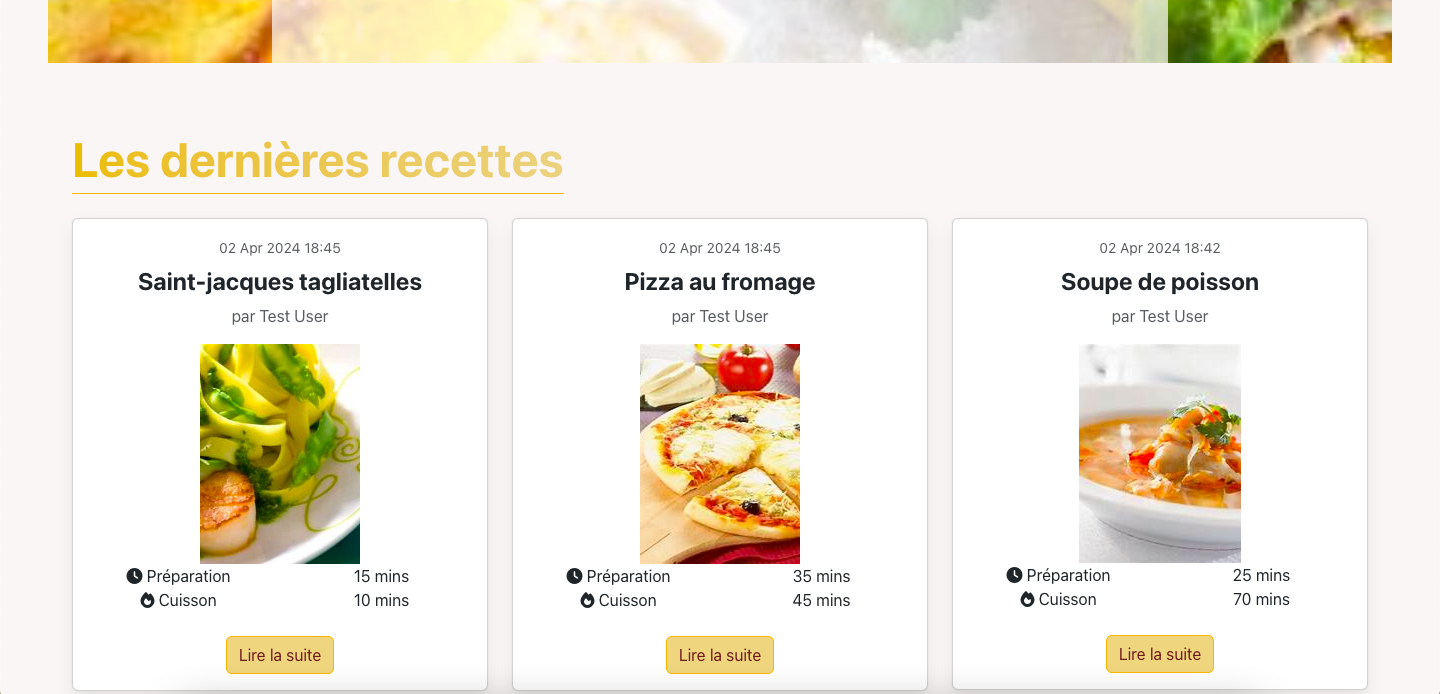 Les dernières recettes
02 Apr 2024 18:45
Saint-jacques tagliatelles
par Test User
Préparation 15 mins
Cuisson 10 mins
Lire la suite
02 Apr 2024 18:45
Pizza au fromage
par Test User
Préparation 35 mins
Cuisson 45 mins
Lire la suite
02 Apr 2024 18:42
Soupe de poisson
par Test User
Préparation 25 mins
Cuisson 70 mins
Lire la suite